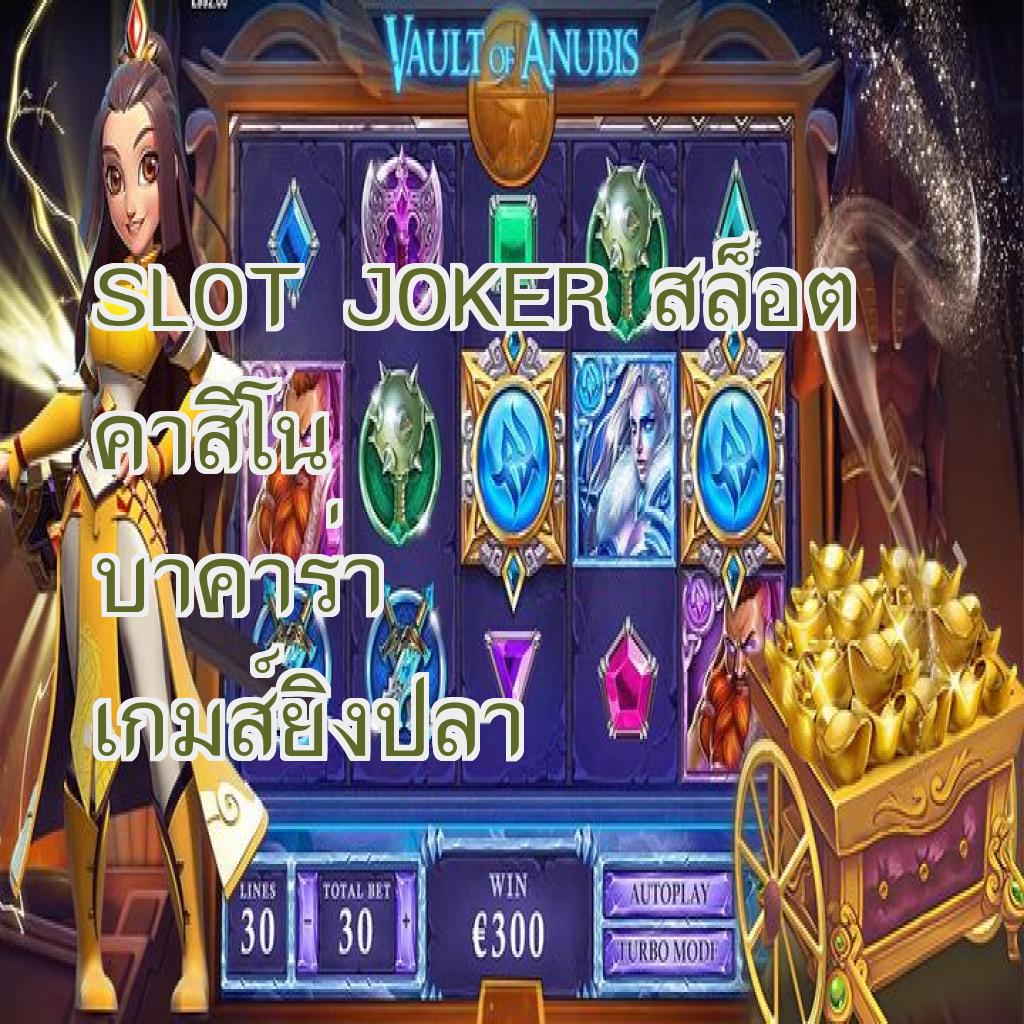 VAULT OF ANUBIS
SLOT JOKER สล็อต
คาสิโน
บาคาร่า
เกมส์ยิงปลา
LINES
30
TOTAL BET
- 30 +
WIN
€300
AUTOPLAY
TURBO MODE